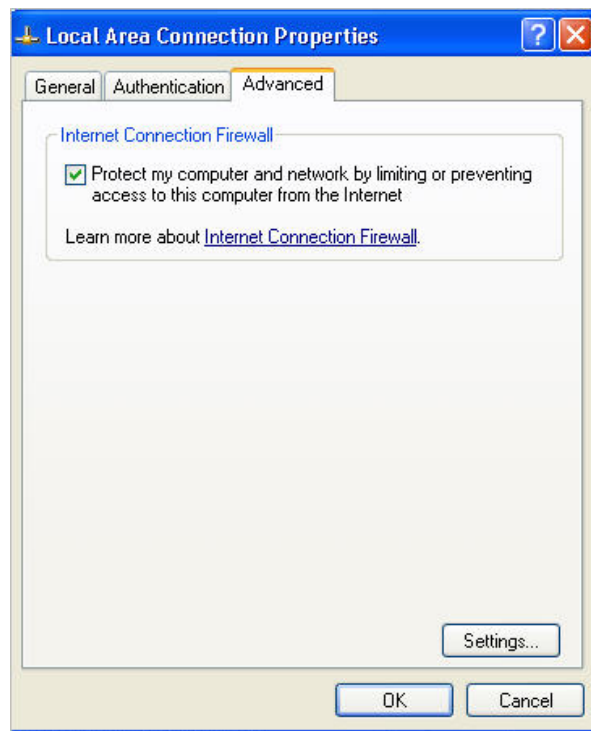 Local Area Connection Properties
General Authentication Advanced
Internet Connection Firewall
Protect my computer and network by limiting or preventing
access to this computer from the Internet
Learn more about Internet Connection Firewall.
Settings...
OK Cancel